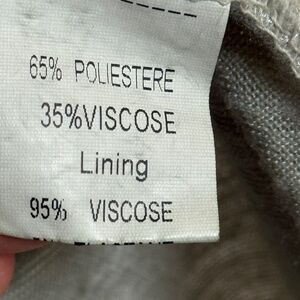 65% POLIESTERE
35%VISCOSE
Lining
95% VISCOSE